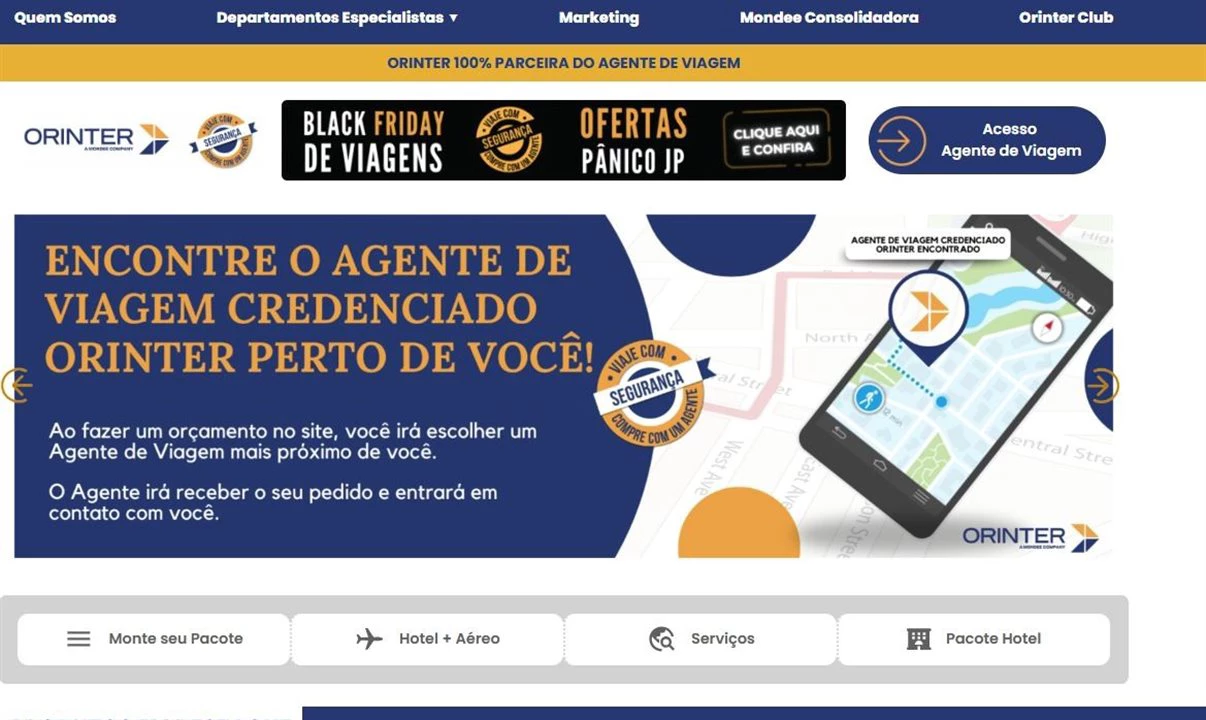 Quem Somos
Departamentos Especialistas ▼
Marketing
Mondee Consolidadora
Orinter Club
ORINTER 100% PARCEIRA DO AGENTE DE VIAGEM
ORINTER
A MONDEE COMPANY
VIAJE COM
SEGURANÇA
BLACK FRIDAY
DE VIAGENS
VIAJE COM
SEGURANÇA
COMPRE COM UM AGENTE
OFERTAS
PÂNICO JP
CLIQUE AQUI
E CONFIRA
Acesso
Agente de Viagem
ENCONTRE O AGENTE DE
VIAGEM CREDENCIADO
ORINTER PERTO DE VOCÊ!
Ao fazer um orçamento no site, você irá escolher um
Agente de Viagem mais próximo de você.
O Agente irá receber o seu pedido e entrará em
contato com você.
VIAJE COM
SEGURANÇA
COMPRE COM UM AGENTE
AGENTE DE VIAGEM CREDENCIADO
ORINTER ENCONTRADO
North A
al Street
West Ave
cast Ave
on Stree
entral Stre
12 min
ORINTER
A MONDEE COMPANY
Monte seu Pacote
Hotel + Aéreo
Serviços
Pacote Hotel